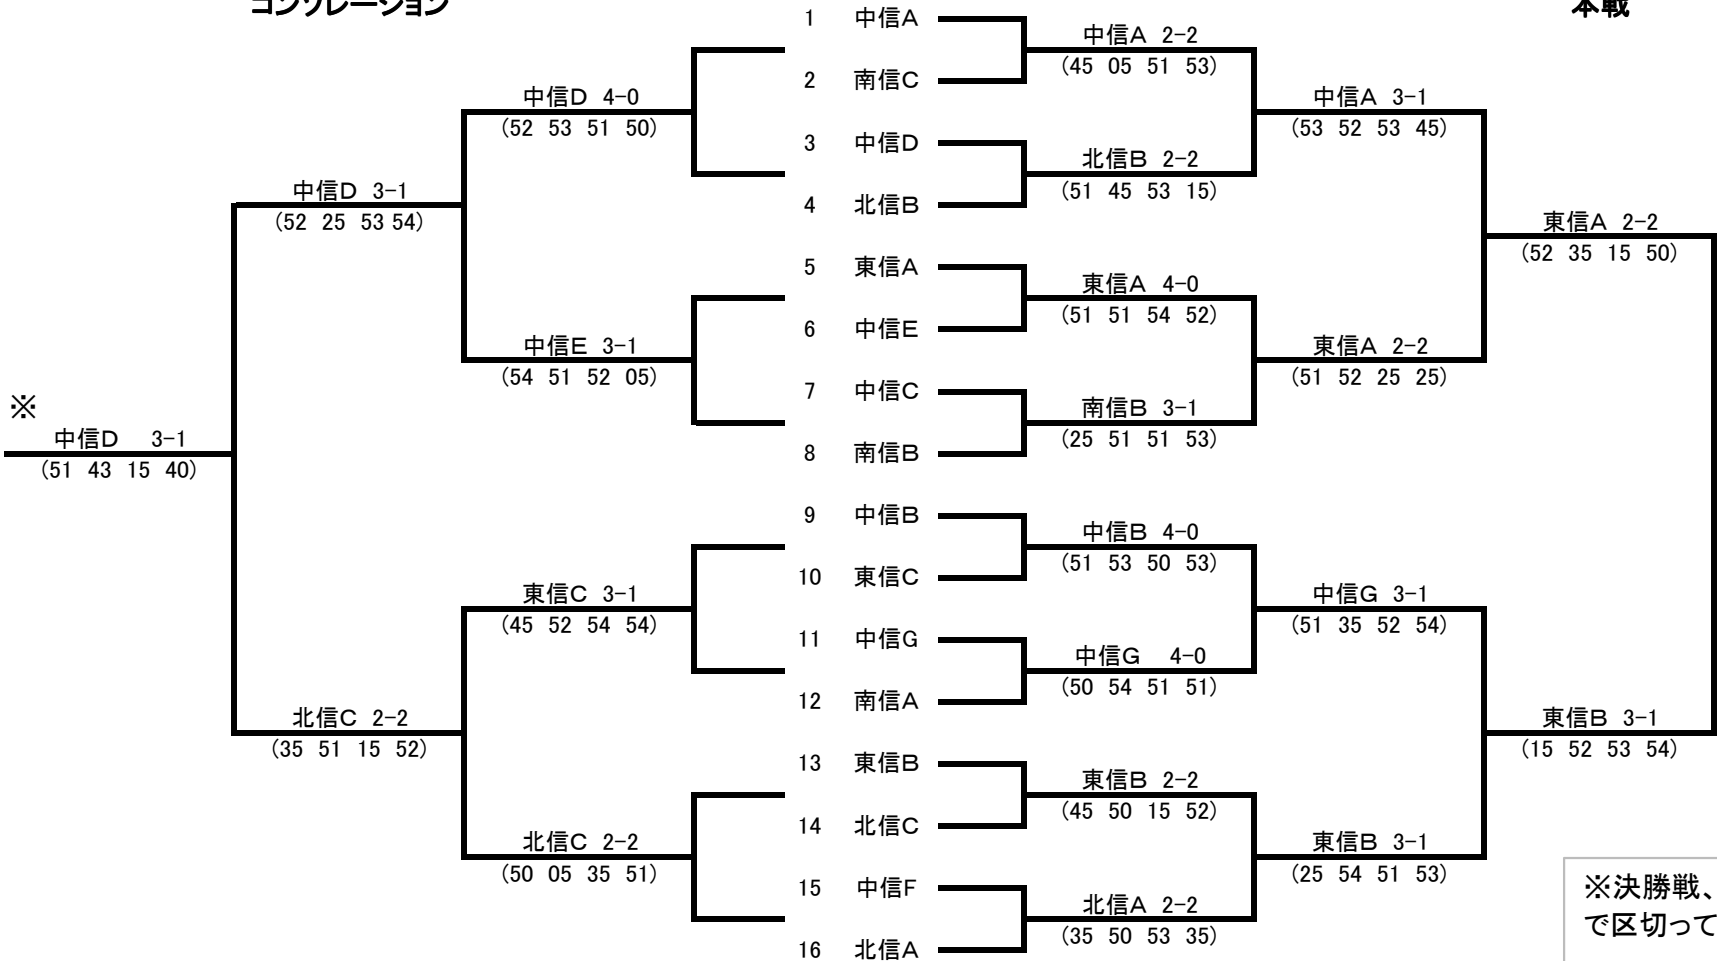 コンソレーション
本戦
1 中信A
2 南信C
3 中信D
4 北信B
5 東信A
6 中信E
7 中信C
8 南信B
9 中信B
10 東信C
11 中信G
12 南信A
13 東信B
14 北信C
15 中信F
16 北信A
中信A 2-2
(45 05 51 53)
北信B 2-2
(51 45 53 15)
東信A 4-0
(51 51 54 52)
南信B 3-1
(25 51 51 53)
中信B 4-0
(51 53 50 53)
中信G 4-0
(50 54 51 51)
東信B 2-2
(45 50 15 52)
北信A 2-2
(35 50 53 35)
中信A 3-1
(53 52 53 45)
東信A 2-2
(51 52 25 25)
中信G 3-1
(51 35 52 54)
東信B 3-1
(25 54 51 53)
東信A 2-2
(52 35 15 50)
東信B 3-1
(15 52 53 54)
中信D 4-0
(52 53 51 50)
中信E 3-1
(54 51 52 05)
東信C 3-1
(45 52 54 54)
北信C 2-2
(50 05 35 51)
中信D 3-1
(52 25 53 54)
北信C 2-2
(35 51 15 52)
※
中信D 3-1
(51 43 15 40)
※決勝戦、
で区切って